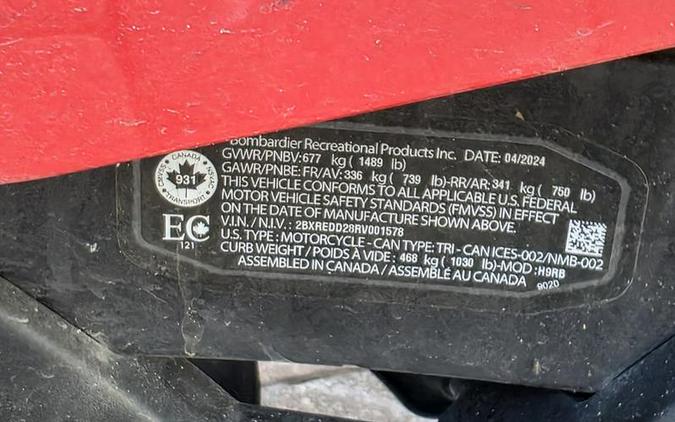 Bombardier Recreational Products Inc. DATE: 04/2024
GVWR/PNBV: 677 kg ( 1489 lb)
GAWR/PNBE: FR/AV: 336 kg ( 739 lb)-RR/AR: 341 kg ( 750 lb)
THIS VEHICLE CONFORMS TO ALL APPLICABLE U.S. FEDERAL
MOTOR VEHICLE SAFETY STANDARDS (FMVSS) IN EFFECT
ON THE DATE OF MANUFACTURE SHOWN ABOVE.
V.I.N. / N.I.V. : 2BXREDD28RV001578
U.S. TYPE : MOTORCYCLE - CAN TYPE: TRI - CAN ICES-002/NMB-002
CURB WEIGHT / POIDS À VIDE : 468 kg ( 1030 lb)-MOD : H9RB
ASSEMBLED IN CANADA / ASSEMBLÉ AU CANADA 9020
CANADA
931
TRANSPORT
EC
121